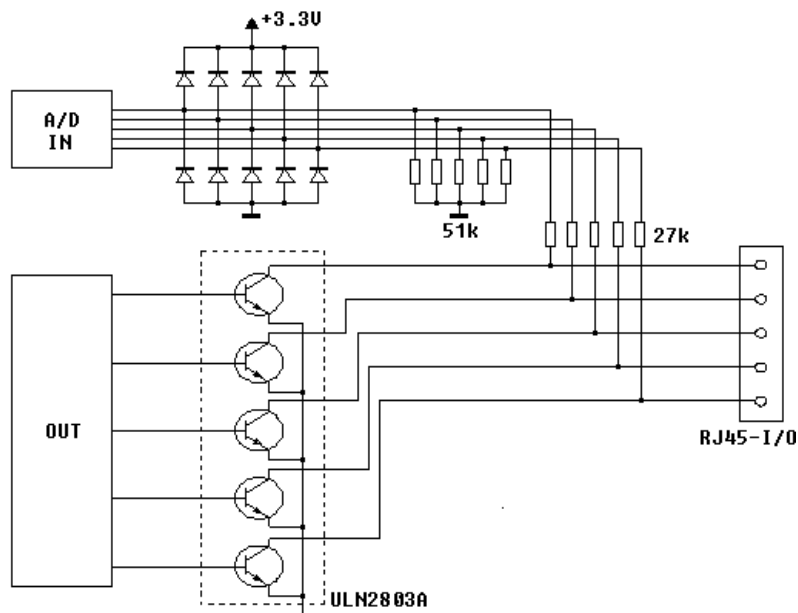 +3.3V
A/D
IN
51k
27k
RJ45-I/O
OUT
ULN2803A